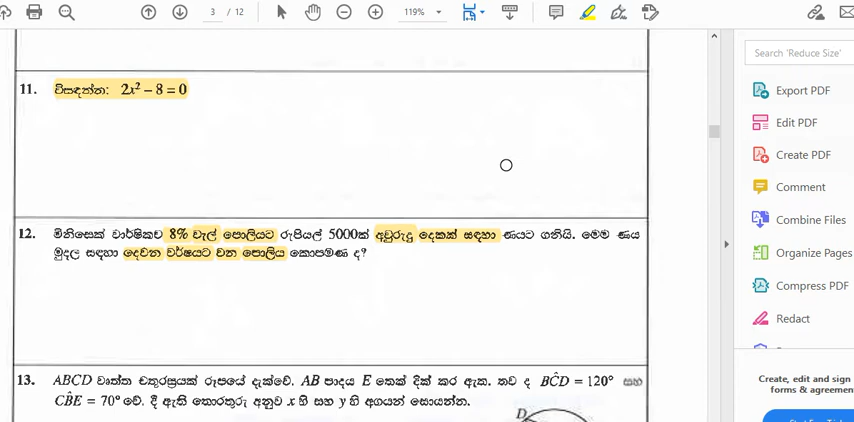 3 / 12
119%
Search 'Reduce Size'
Export PDF
Edit PDF
Create PDF
Comment
Combine Files
Organize Pages
Compress PDF
Redact
Create, edit and sign
forms & agreemen
11. විසඳන්න: 2x² – 8 = 0
12. මිනිසෙක් වාර්ෂිකව 8% වැල් පොලියට රුපියල් 5000ක් අවුරුදු දෙකක් සඳහා ණයට ගනියි. මෙම ණය
මුදල සඳහා දෙවන වර්ෂයට වන පොලිය කොපමණ ද?
13. ABCD වෘත්ත චතුරස්‍රයක් රූපයේ දැක්වේ. AB පාදය E තෙක් දික් කර ඇත. තව ද BĈD = 120° සහ
CB̂E = 70° වේ. දී ඇති තොරතුරු අනුව x හි සහ y හි අගයන් සොයන්න.
D